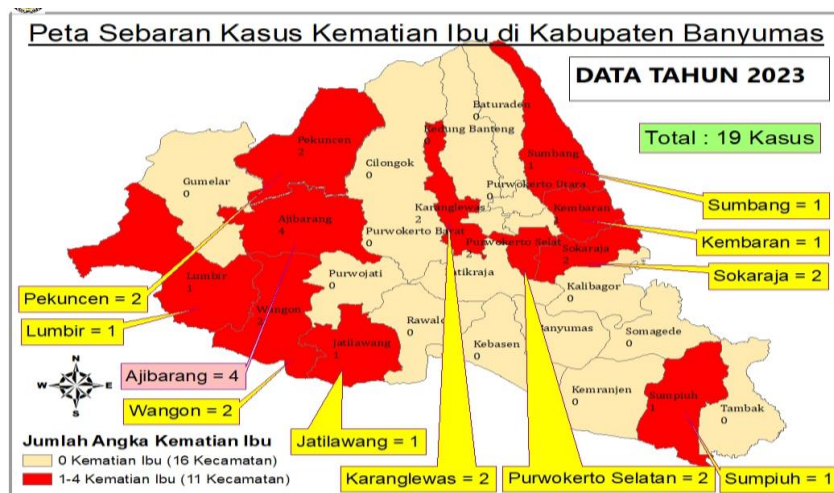 Peta Sebaran Kasus Kematian Ibu di Kabupaten Banyumas
DATA TAHUN 2023
Total : 19 Kasus
Baturaden
0
Kedung Banteng
0
Pekuncen
2
Cilongok
0
Sumbang
1
Gumelar
0
Purwokerto Utara
Kembaran
Karanglewas
2
Ajibarang
4
Purwokerto Barat
0
Purwokerto Selat
2
Sokaraja
2
Lumbir
1
Purwojati
0
Patikraja
Kalibagor
0
Wangon
2
Rawalo
0
Jatilawang
1
Kebasen
0
Banyumas
Somagede
0
Kemranjen
0
Sumpiuh
1
Tambak
0
Sumbang = 1
Kembaran = 1
Sokaraja = 2
Pekuncen = 2
Lumbir = 1
Ajibarang = 4
Wangon = 2
Jatilawang = 1
Karanglewas = 2
Purwokerto Selatan = 2
Sumpiuh = 1
N
W E
S
Jumlah Angka Kematian Ibu
0 Kematian Ibu (16 Kecamatan)
1-4 Kematian Ibu (11 Kecamatan)